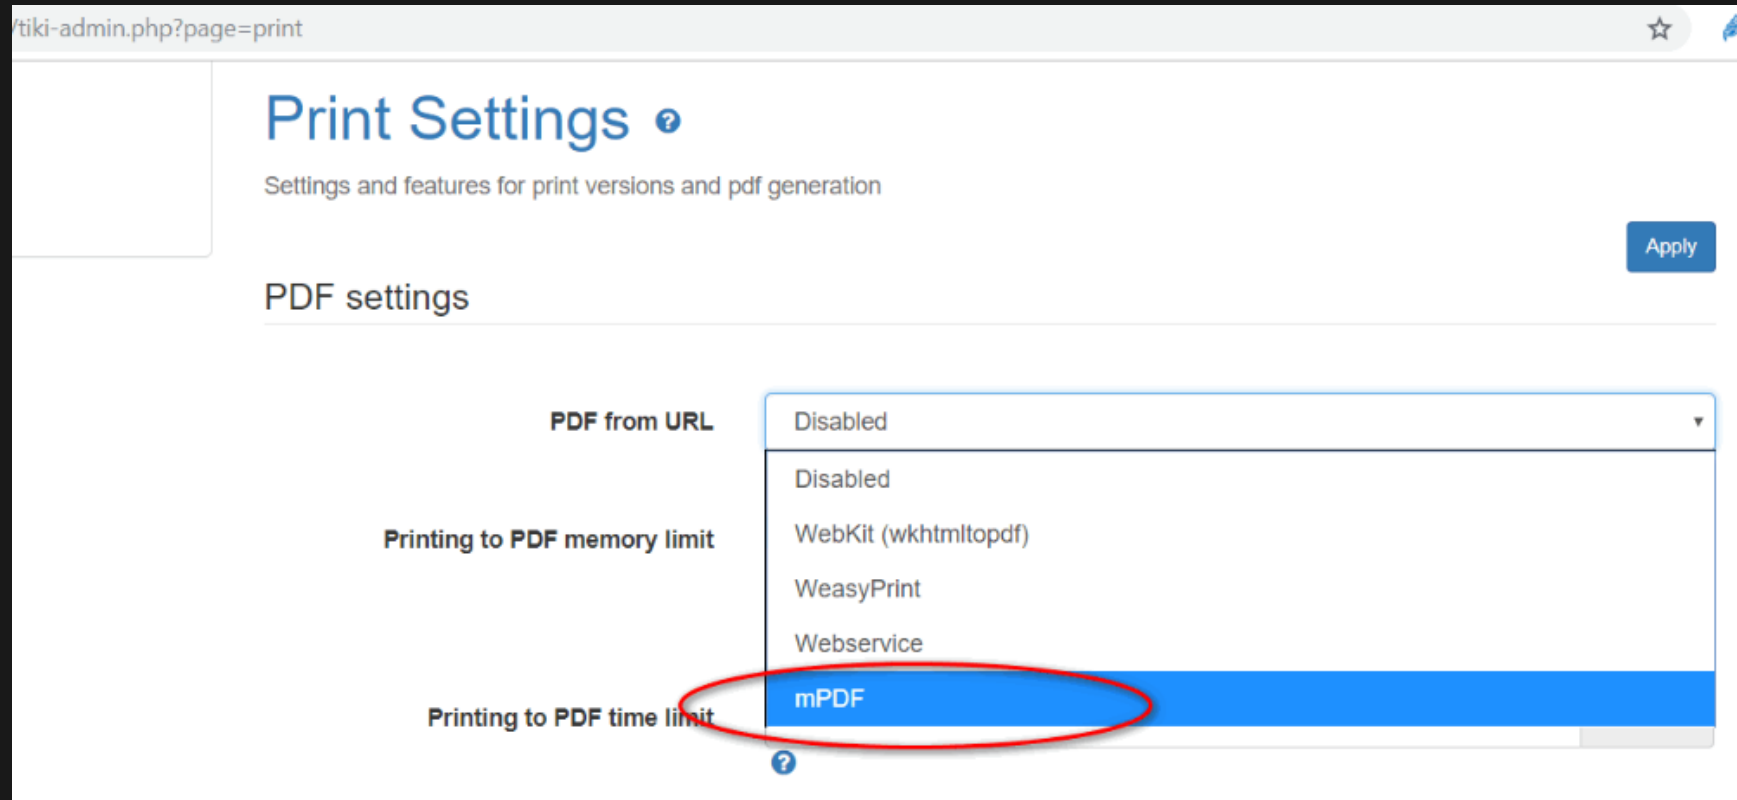 /tiki-admin.php?page=print
Print Settings
Settings and features for print versions and pdf generation
Apply
PDF settings
PDF from URL
Disabled
Disabled
Printing to PDF memory limit
WebKit (wkhtmltopdf)
WeasyPrint
Webservice
mPDF
Printing to PDF time limit